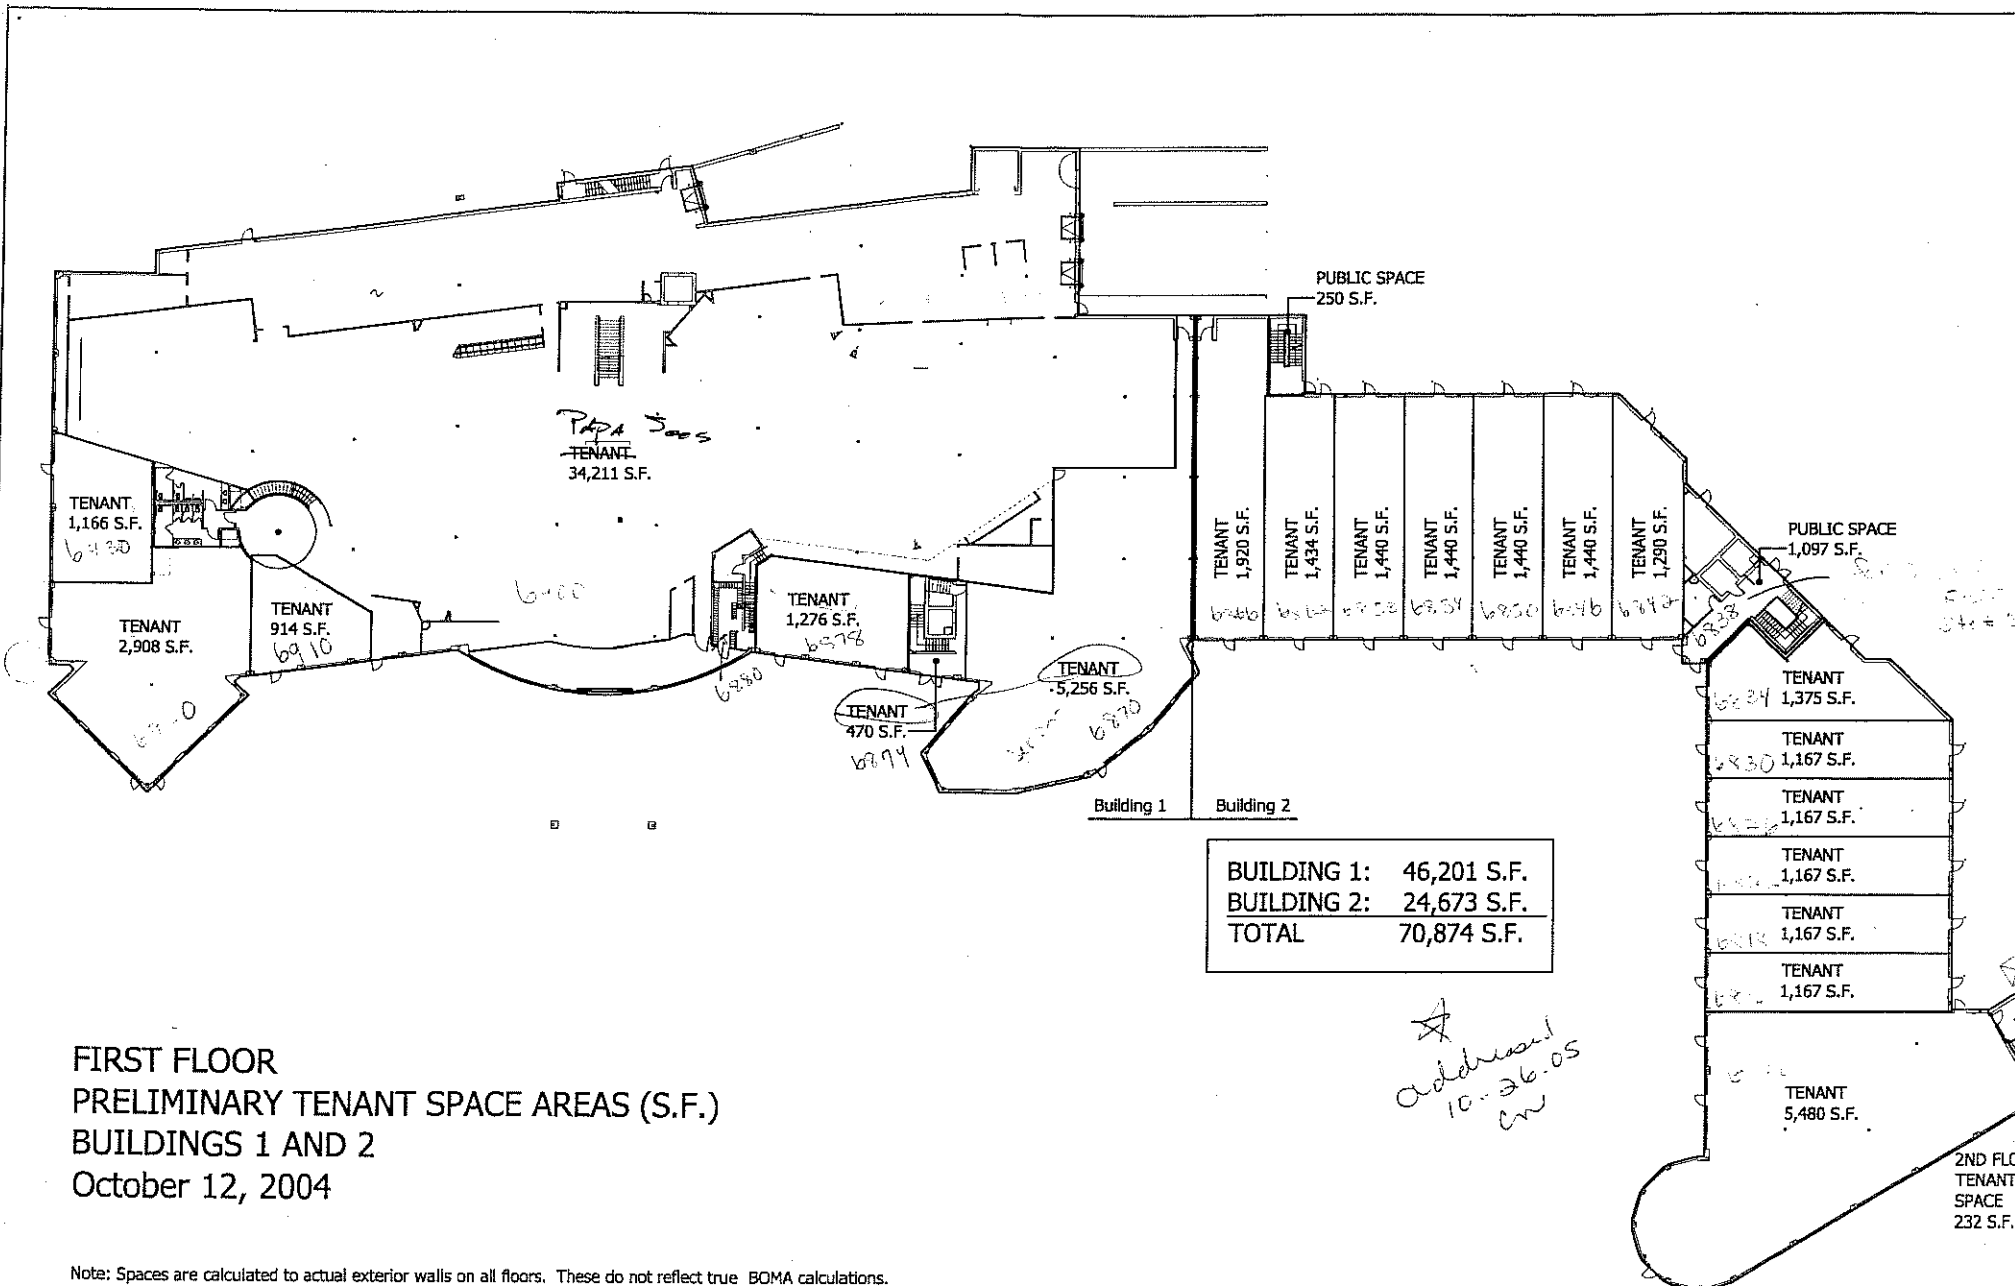 PUBLIC SPACE
250 S.F.
Papa Joes
TENANT
34,211 S.F.
TENANT
1,166 S.F.
TENANT
2,908 S.F.
TENANT
914 S.F.
6910
TENANT
1,276 S.F.
6878
6880
TENANT
5,256 S.F.
6870
TENANT
470 S.F.
6874
TENANT
1,920 S.F.
TENANT
1,434 S.F.
TENANT
1,440 S.F.
TENANT
1,440 S.F.
6854
TENANT
1,440 S.F.
6850
TENANT
1,440 S.F.
6846
TENANT
1,290 S.F.
6842
PUBLIC SPACE
1,097 S.F.
6838
TENANT
1,375 S.F.
6834
TENANT
1,167 S.F.
6830
TENANT
1,167 S.F.
TENANT
1,167 S.F.
TENANT
1,167 S.F.
6818
TENANT
1,167 S.F.
TENANT
5,480 S.F.
2ND FLO
TENANT
SPACE
232 S.F.
Building 1
Building 2
BUILDING 1: 46,201 S.F.
BUILDING 2: 24,673 S.F.
TOTAL 70,874 S.F.
addressed
10-26-05
cw
FIRST FLOOR
PRELIMINARY TENANT SPACE AREAS (S.F.)
BUILDINGS 1 AND 2
October 12, 2004
Note: Spaces are calculated to actual exterior walls on all floors. These do not reflect true BOMA calculations.